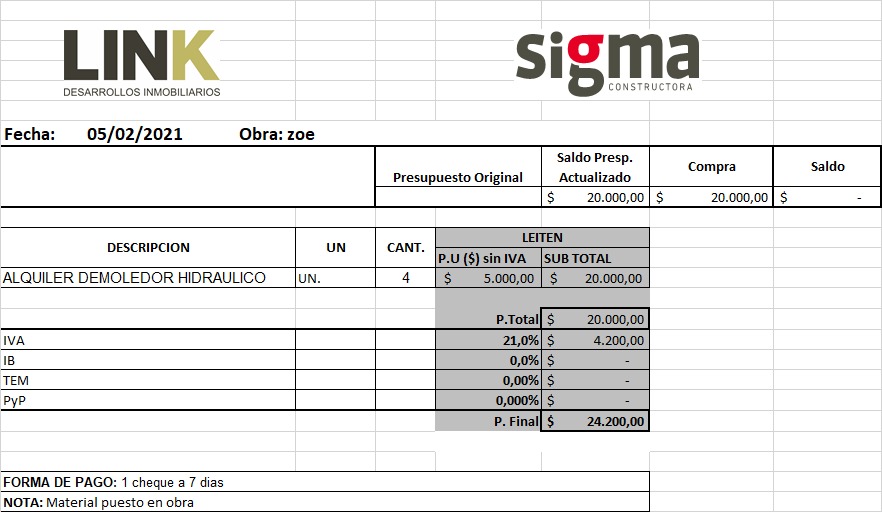 LINK
DESARROLLOS INMOBILIARIOS
sigma
CONSTRUCTORA
Fecha: 05/02/2021 Obra: zoe
Presupuesto Original Saldo Presp. Actualizado Compra Saldo
$ 20.000,00 $ 20.000,00 $ -
DESCRIPCION UN CANT. LEITEN
P.U ($) sin IVA SUB TOTAL
ALQUILER DEMOLEDOR HIDRAULICO UN. 4 $ 5.000,00 $ 20.000,00
P.Total $ 20.000,00
IVA 21,0% $ 4.200,00
IB 0,0% $ -
TEM 0,00% $ -
PyP 0,000% $ -
P. Final $ 24.200,00
FORMA DE PAGO: 1 cheque a 7 dias
NOTA: Material puesto en obra